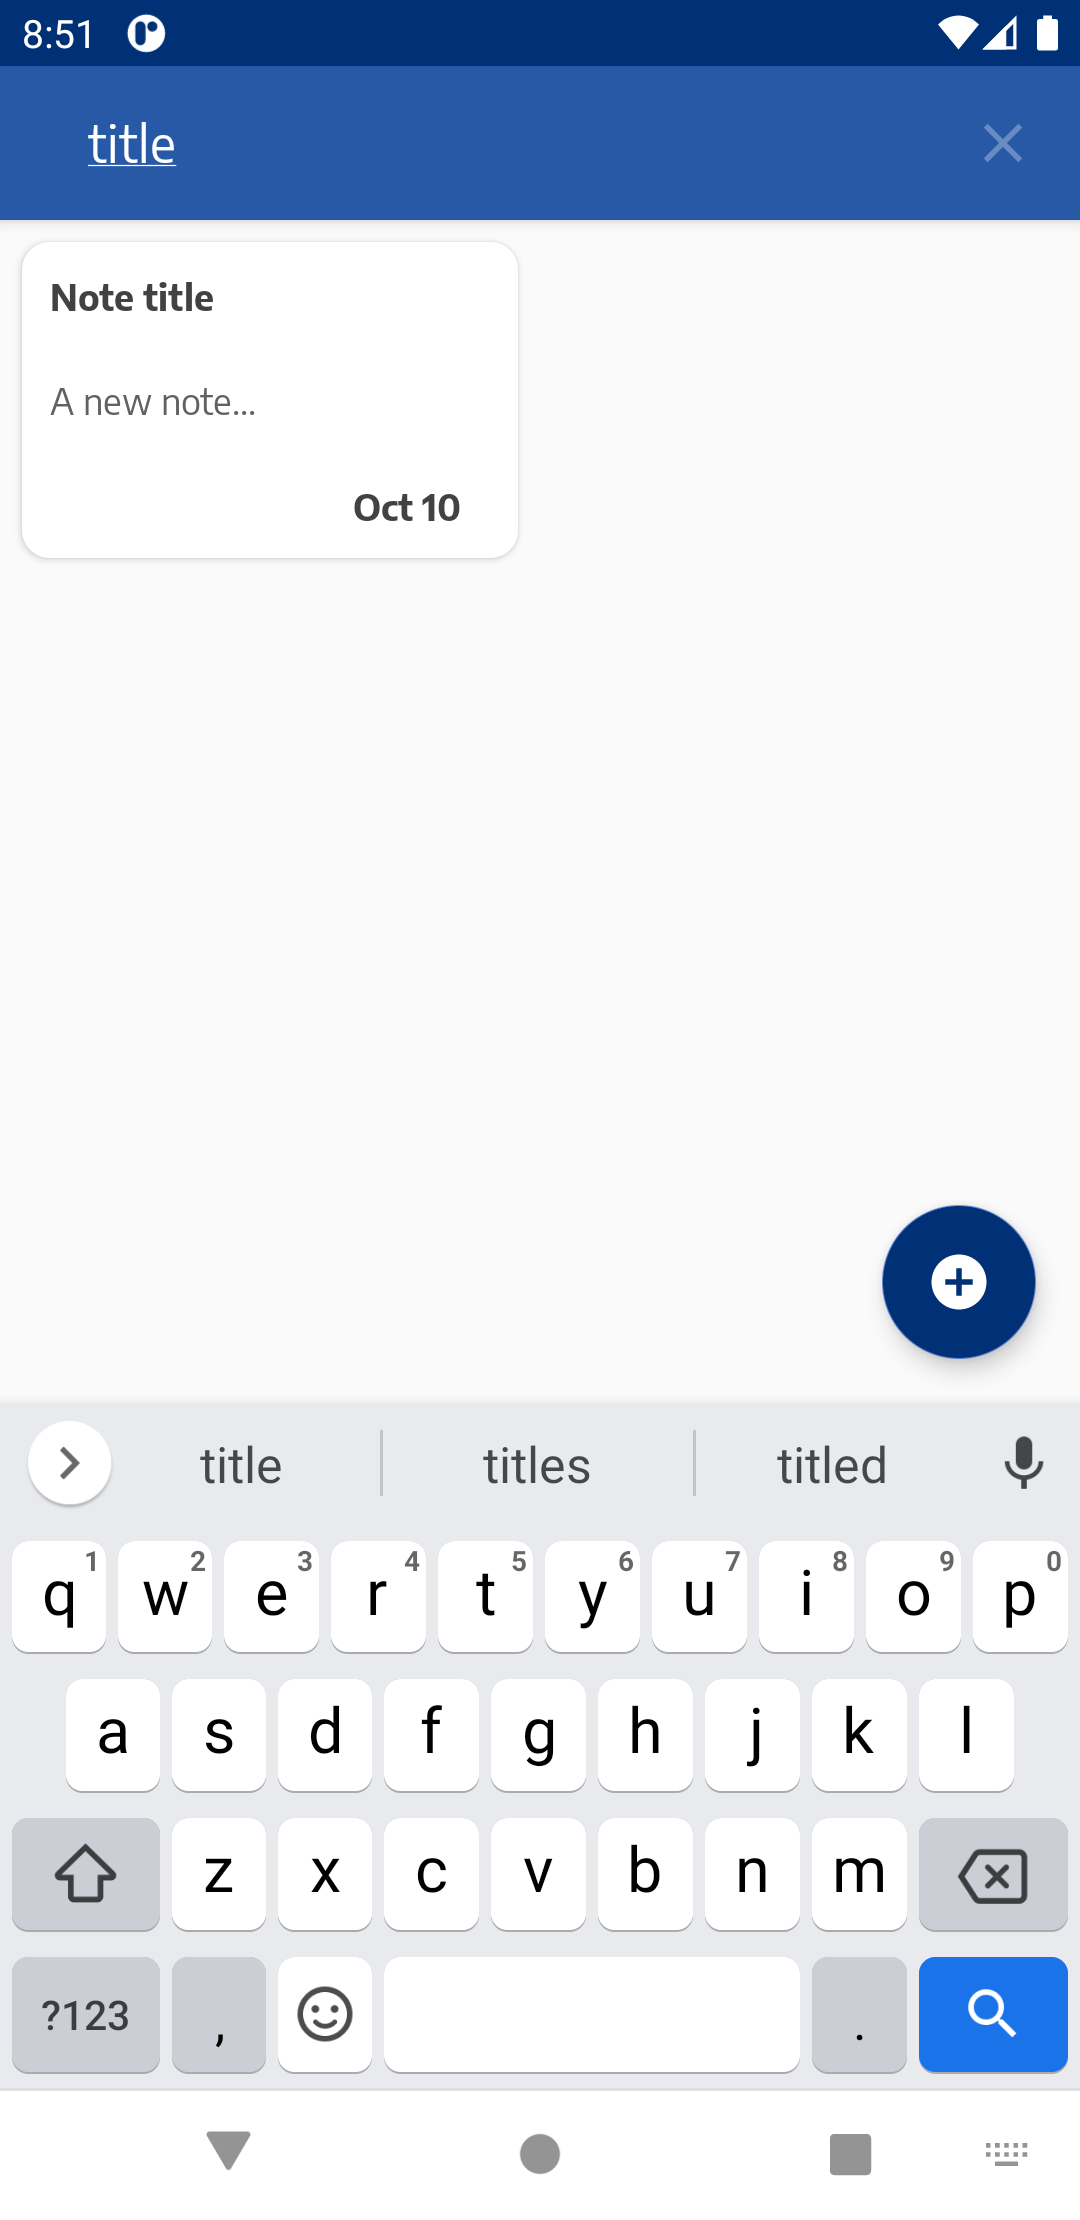 8:51
title
Note title
A new note...
Oct 10
title titles titled
q 1 w 2 e 3 r 4 t 5 y 6 u 7 i 8 o 9 p 0
a s d f g h j k l
z x c v b n m
?123 , .